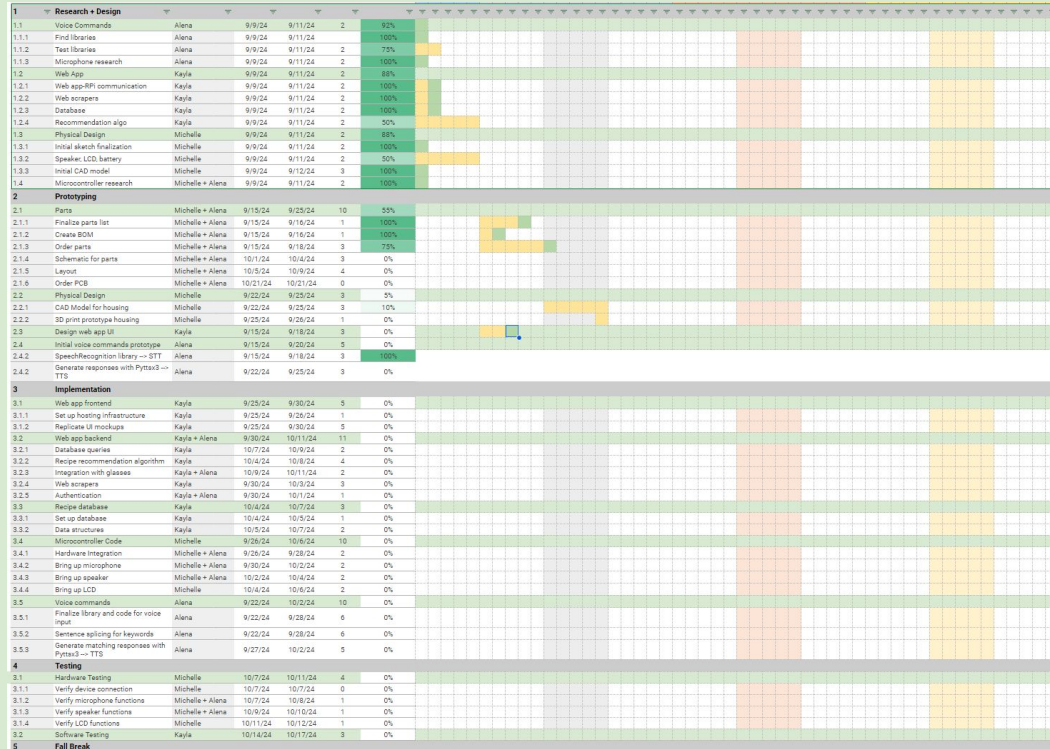 1 Research + Design
1.1 Voice Commands Alena 9/9/24 9/11/24 2 92%
1.1.1 Find libraries Alena 9/9/24 9/11/24 100%
1.1.2 Test libraries Alena 9/9/24 9/11/24 2 75%
1.1.3 Microphone research Alena 9/9/24 9/11/24 2 100%
1.2 Web App Kayla 9/9/24 9/11/24 2 88%
1.2.1 Web app-RPi communication Kayla 9/9/24 9/11/24 2 100%
1.2.2 Web scrapers Kayla 9/9/24 9/11/24 2 100%
1.2.3 Database Kayla 9/9/24 9/11/24 2 100%
1.2.4 Recommendation algo Kayla 9/9/24 9/11/24 2 50%
1.3 Physical Design Michelle 9/9/24 9/11/24 2 88%
1.3.1 Initial sketch finalization Michelle 9/9/24 9/11/24 2 100%
1.3.2 Speaker, LCD, battery Michelle 9/9/24 9/11/24 2 50%
1.3.3 Initial CAD model Michelle 9/9/24 9/12/24 3 100%
1.4 Microcontroller research Michelle + Alena 9/9/24 9/11/24 2 100%
2 Prototyping
2.1 Parts Michelle + Alena 9/15/24 9/25/24 10 55%
2.1.1 Finalize parts list Michelle + Alena 9/15/24 9/16/24 1 100%
2.1.2 Create BOM Michelle + Alena 9/15/24 9/16/24 1 100%
2.1.3 Order parts Michelle + Alena 9/15/24 9/18/24 3 75%
2.1.4 Schematic for parts Michelle + Alena 10/1/24 10/4/24 3 0%
2.1.5 Layout Michelle + Alena 10/5/24 10/9/24 4 0%
2.1.6 Order PCB Michelle + Alena 10/21/24 10/21/24 0 0%
2.2 Physical Design Michelle 9/22/24 9/25/24 3 5%
2.2.1 CAD Model for housing Michelle 9/22/24 9/25/24 3 10%
2.2.2 3D print prototype housing Michelle 9/25/24 9/26/24 1 0%
2.3 Design web app UI Kayla 9/15/24 9/18/24 3 0%
2.4 Initial voice commands prototype Alena 9/15/24 9/20/24 5 0%
2.4.2 SpeechRecognition library --> STT Alena 9/15/24 9/18/24 3 100%
2.4.2 Generate responses with Pyttsx3 --> TTS Alena 9/22/24 9/25/24 3 0%
3 Implementation
3.1 Web app frontend Kayla 9/25/24 9/30/24 5 0%
3.1.1 Set up hosting infrastructure Kayla 9/25/24 9/26/24 1 0%
3.1.2 Replicate UI mockups Kayla 9/25/24 9/30/24 5 0%
3.2 Web app backend Kayla + Alena 9/30/24 10/11/24 11 0%
3.2.1 Database queries Kayla 10/7/24 10/9/24 2 0%
3.2.2 Recipe recommendation algorithm Kayla 10/4/24 10/8/24 4 0%
3.2.3 Integration with glasses Kayla + Alena 10/9/24 10/11/24 2 0%
3.2.4 Web scrapers Kayla 9/30/24 10/3/24 3 0%
3.2.5 Authentication Kayla + Alena 9/30/24 10/1/24 1 0%
3.3 Recipe database Kayla 10/4/24 10/7/24 3 0%
3.3.1 Set up database Kayla 10/4/24 10/5/24 1 0%
3.3.2 Data structures Kayla 10/5/24 10/7/24 2 0%
3.4 Microcontroller Code Michelle 9/26/24 10/6/24 10 0%
3.4.1 Hardware Integration Michelle + Alena 9/26/24 9/28/24 2 0%
3.4.2 Bring up microphone Michelle + Alena 9/30/24 10/2/24 2 0%
3.4.3 Bring up speaker Michelle + Alena 10/2/24 10/4/24 2 0%
3.4.4 Bring up LCD Michelle 10/4/24 10/6/24 2 0%
3.5 Voice commands Alena 9/22/24 10/2/24 10 0%
3.5.1 Finalize library and code for voice input Alena 9/22/24 9/28/24 6 0%
3.5.2 Sentence splicing for keywords Alena 9/22/24 9/28/24 6 0%
3.5.3 Generate matching responses with Pyttsx3 --> TTS Alena 9/27/24 10/2/24 5 0%
4 Testing
3.1 Hardware Testing Michelle 10/7/24 10/11/24 4 0%
3.1.1 Verify device connection Michelle 10/7/24 10/7/24 0 0%
3.1.2 Verify microphone functions Michelle + Alena 10/7/24 10/8/24 1 0%
3.1.3 Verify speaker functions Michelle + Alena 10/9/24 10/10/24 1 0%
3.1.4 Verify LCD functions Michelle 10/11/24 10/12/24 1 0%
3.2 Software Testing Kayla 10/14/24 10/17/24 3 0%
5 Fall Break